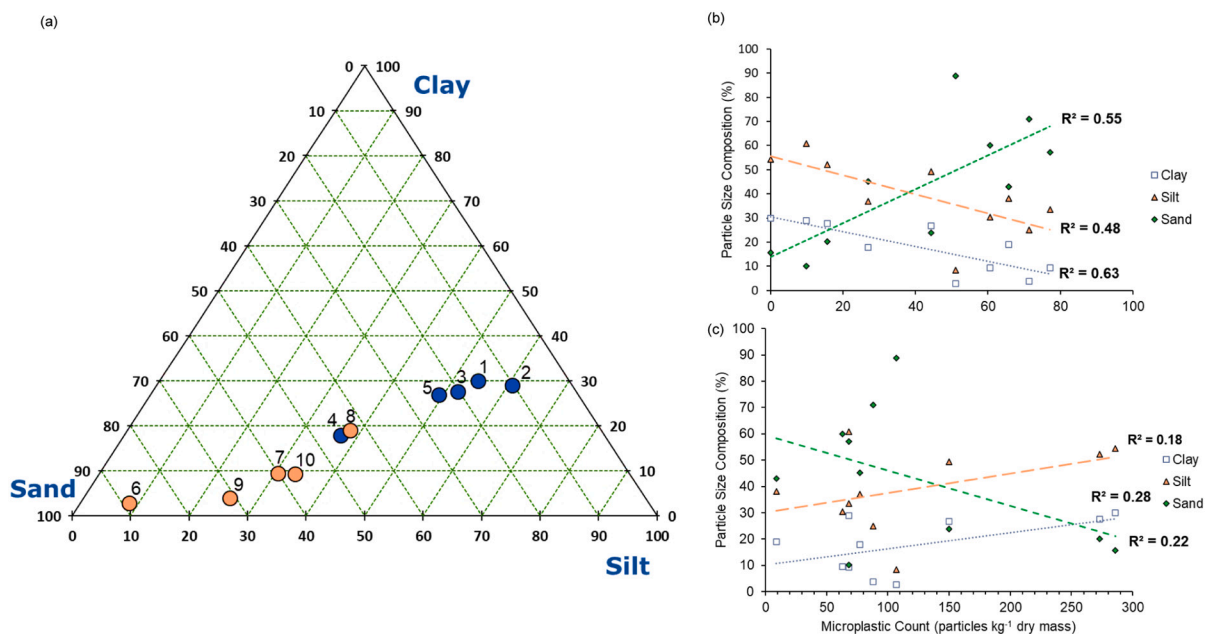 (a)
0 100
Clay
10 90
20 80
30 70
40 60
50 50
60 40
70 30
1
2
3
5
80 20
4
8
90 10
7
10
Sand
6
9
100 0
0 10 20 30 40 50 60 70 80 90 100
Silt
(b)
Particle Size Composition (%)
100
90
80
70
60
50
40
30
20
10
0
0 20 40 60 80 100
R² = 0.55
R² = 0.48
R² = 0.63
Clay
Silt
Sand
(c)
Particle Size Composition (%)
100
90
80
70
60
50
40
30
20
10
0
0 50 100 150 200 250 300
R² = 0.18
R² = 0.28
R² = 0.22
Clay
Silt
Sand
Microplastic Count (particles kg⁻¹ dry mass)